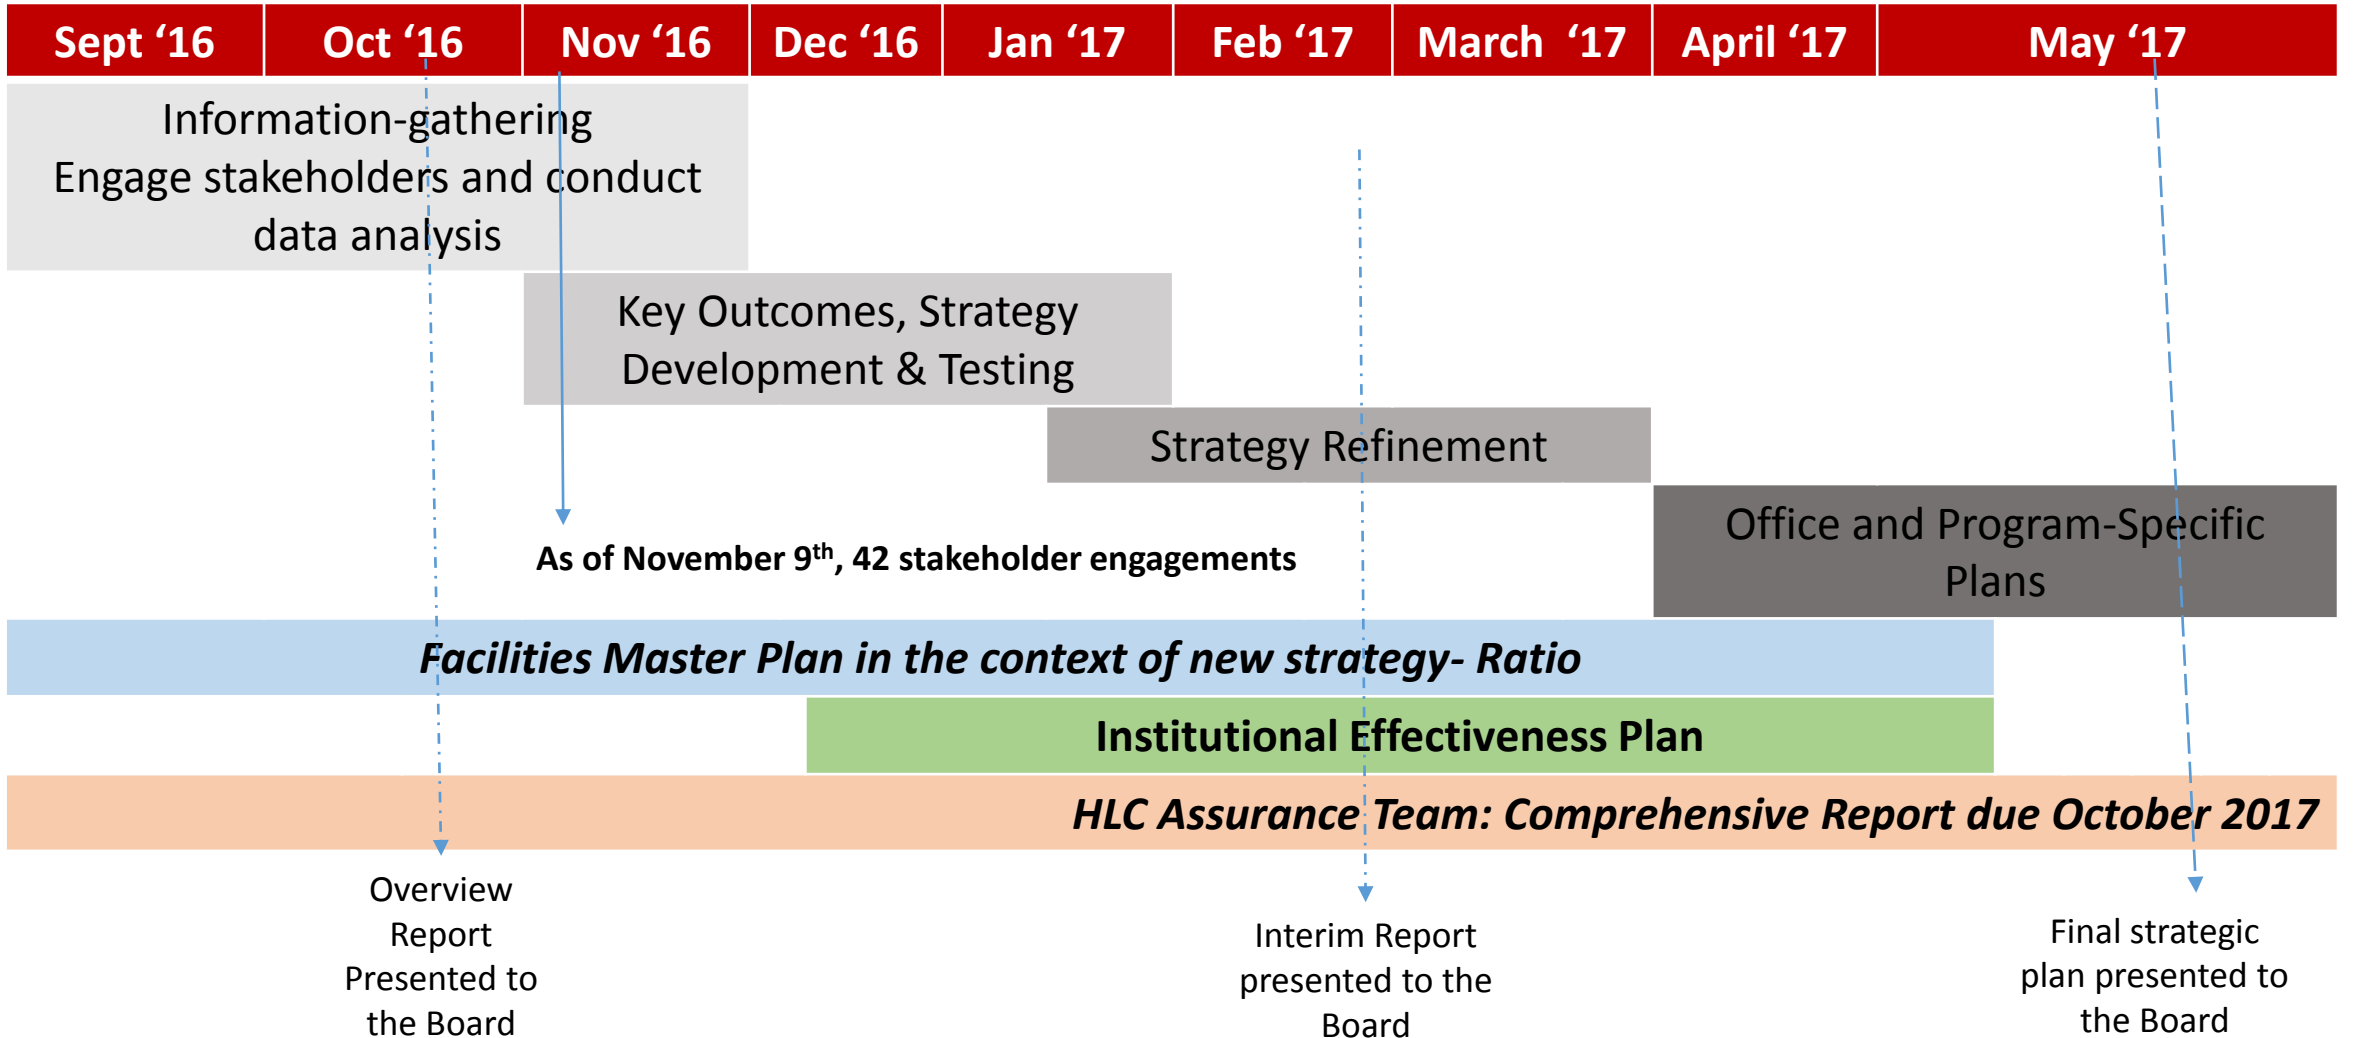 Sept ‘16 Oct ‘16 Nov ‘16 Dec ‘16 Jan ‘17 Feb ‘17 March ‘17 April ‘17 May ‘17
Information-gathering
Engage stakeholders and conduct
data analysis
Key Outcomes, Strategy
Development & Testing
Strategy Refinement
Office and Program-Specific
Plans
As of November 9th, 42 stakeholder engagements
Facilities Master Plan in the context of new strategy- Ratio
Institutional Effectiveness Plan
HLC Assurance Team: Comprehensive Report due October 2017
Overview
Report
Presented to
the Board
Interim Report
presented to the
Board
Final strategic
plan presented to
the Board